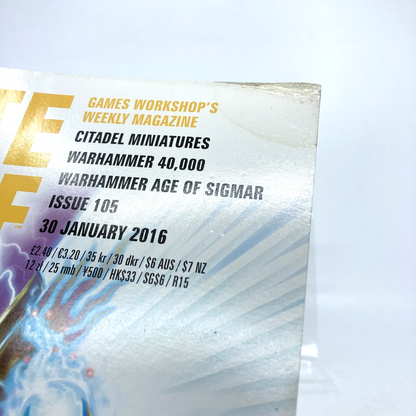 TE
GAMES WORKSHOP'S
WEEKLY MAGAZINE
CITADEL MINIATURES
WARHAMMER 40,000
WARHAMMER AGE OF SIGMAR
F™
ISSUE 105
30 JANUARY 2016
£2.40 / €3.20 / 35 kr / 30 dkr / $6 AUS / $7 NZ
12 zł / 25 rmb / ¥500 / HK$33 / SG$6 / R15